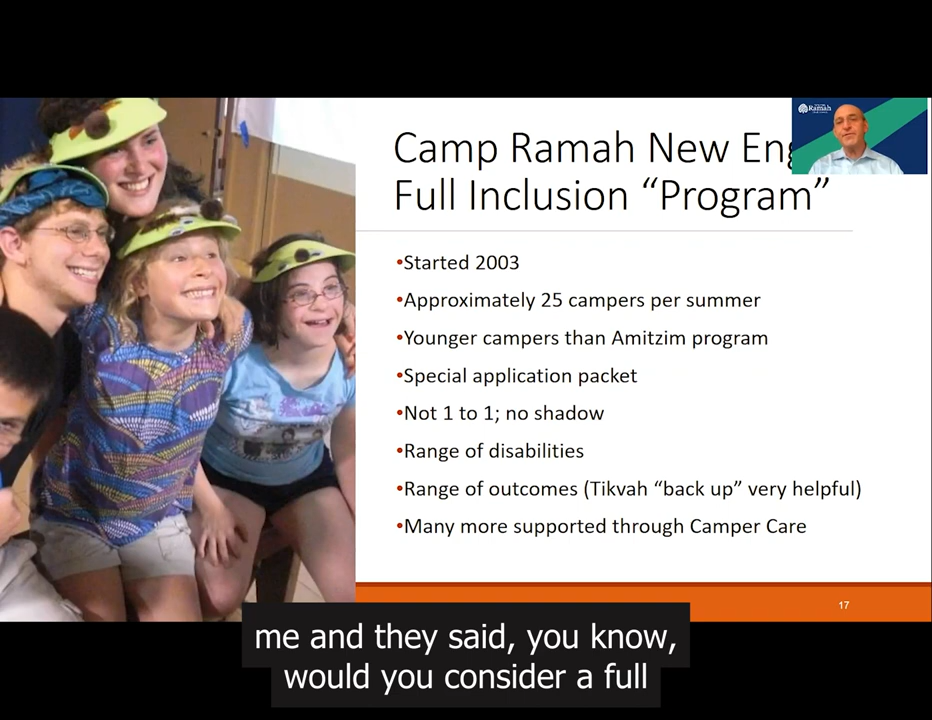 Camp Ramah New Eng
Full Inclusion “Program”
Ramah
•Started 2003
•Approximately 25 campers per summer
•Younger campers than Amitzim program
•Special application packet
•Not 1 to 1; no shadow
•Range of disabilities
•Range of outcomes (Tikvah “back up” very helpful)
•Many more supported through Camper Care
17
me and they said, you know,
would you consider a full